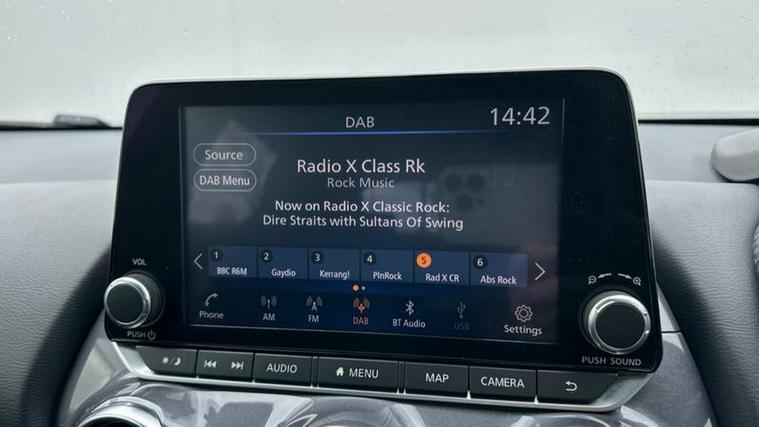 DAB
14:42
Source
Radio X Class Rk
DAB Menu
Rock Music
Now on Radio X Classic Rock:
Dire Straits with Sultans Of Swing
1 2 3 4 5 6
BBC R6M Gaydio Kerrang! PlnRock Rad X CR Abs Rock
Phone AM FM DAB BT Audio USB Settings
VOL
PUSH
PUSH SOUND
AUDIO MENU MAP CAMERA